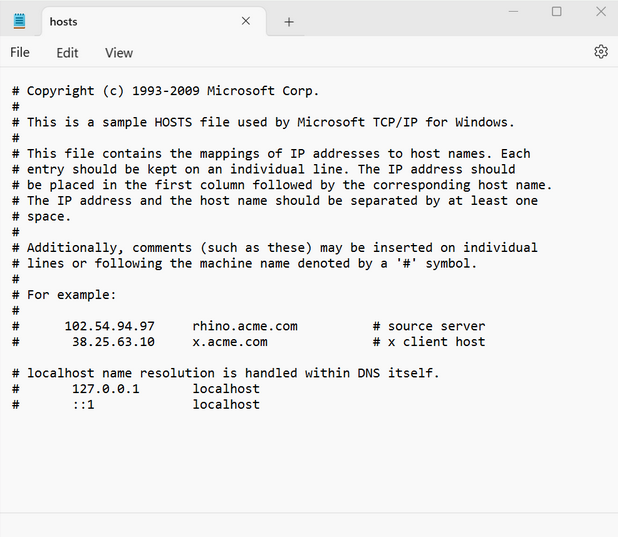 hosts
File Edit View
# Copyright (c) 1993-2009 Microsoft Corp.
#
# This is a sample HOSTS file used by Microsoft TCP/IP for Windows.
#
# This file contains the mappings of IP addresses to host names. Each
# entry should be kept on an individual line. The IP address should
# be placed in the first column followed by the corresponding host name.
# The IP address and the host name should be separated by at least one
# space.
#
# Additionally, comments (such as these) may be inserted on individual
# lines or following the machine name denoted by a '#' symbol.
#
# For example:
#
#      102.54.94.97     rhino.acme.com          # source server
#       38.25.63.10     x.acme.com              # x client host

# localhost name resolution is handled within DNS itself.
#       127.0.0.1       localhost
#       ::1             localhost